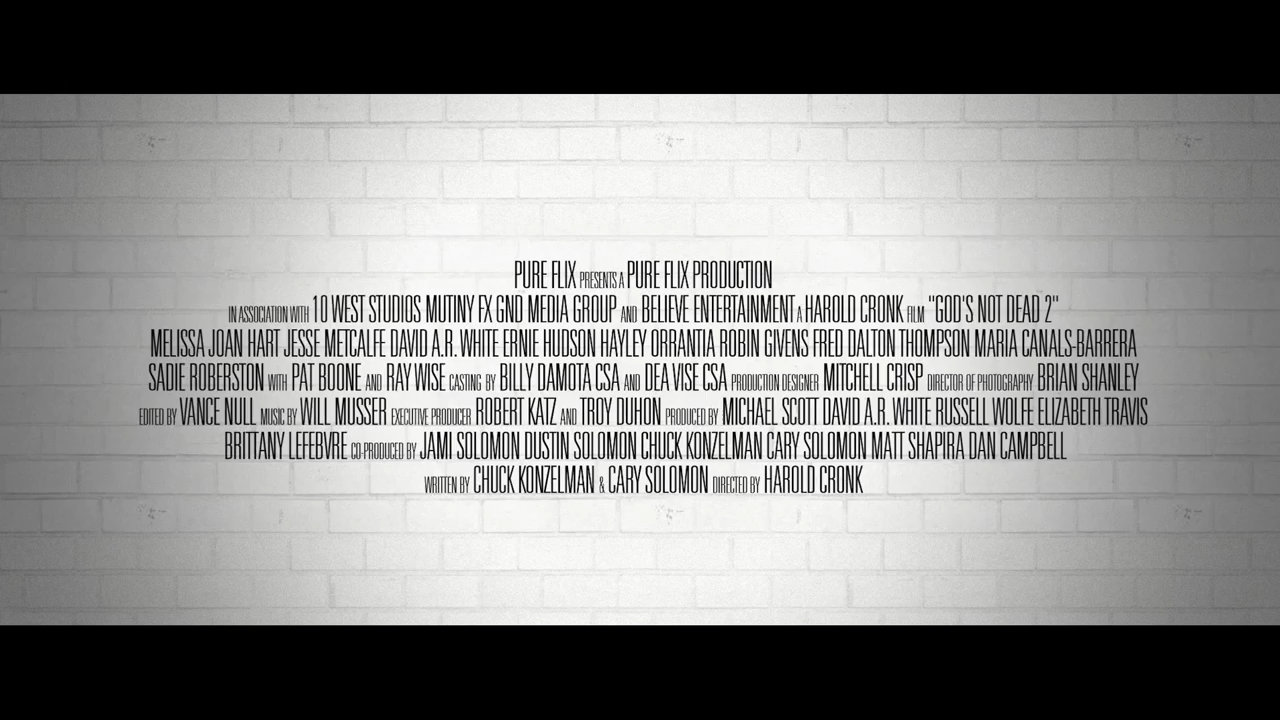 PURE FLIX PRESENTS A PURE FLIX PRODUCTION
IN ASSOCIATION WITH 10 WEST STUDIOS MUTINY FX GND MEDIA GROUP AND BELIEVE ENTERTAINMENT A HAROLD CRONK FILM "GOD'S NOT DEAD 2"
MELISSA JOAN HART JESSE METCALFE DAVID A.R. WHITE ERNIE HUDSON HAYLEY ORRANTIA ROBIN GIVENS FRED DALTON THOMPSON MARIA CANALS-BARRERA
SADIE ROBERSTON WITH PAT BOONE AND RAY WISE CASTING BY BILLY DAMOTA CSA AND DEA VISE CSA PRODUCTION DESIGNER MITCHELL CRISP DIRECTOR OF PHOTOGRAPHY BRIAN SHANLEY
EDITED BY VANCE NULL MUSIC BY WILL MUSSER EXECUTIVE PRODUCER ROBERT KATZ AND TROY DUHON PRODUCED BY MICHAEL SCOTT DAVID A.R. WHITE RUSSELL WOLFE ELIZABETH TRAVIS
BRITTANY LEFEBVRE CO-PRODUCED BY JAMI SOLOMON DUSTIN SOLOMON CHUCK KONZELMAN CARY SOLOMON MATT SHAPIRA DAN CAMPBELL
WRITTEN BY CHUCK KONZELMAN & CARY SOLOMON DIRECTED BY HAROLD CRONK